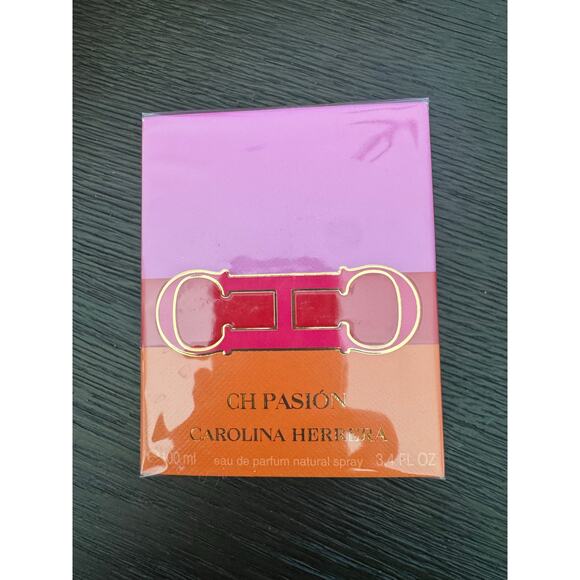 CH PASIÓN
CAROLINA HERRERA
100 ml eau de parfum natural spray 3.4 FL OZ